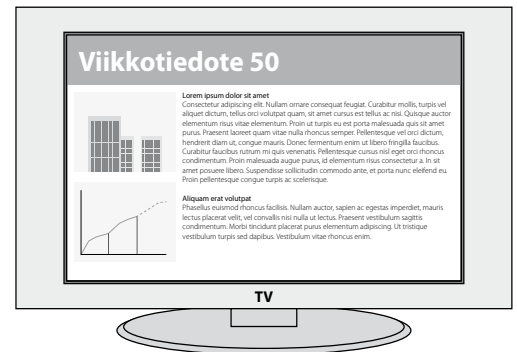 Viikkotiedote 50
Lorem ipsum dolor sit amet
Consectetur adipiscing elit. Nullam ornare consequat feugiat. Curabitur mollis, turpis vel
aliquet dictum, tellus orci volutpat quam, sit amet cursus est tellus ac nisi. Quisque auctor
elementum risus vitae elementum. Proin ut turpis eu est porta malesuada quis sit amet
purus. Praesent laoreet quam vitae nulla rhoncus semper. Pellentesque vel orci dictum,
hendrerit diam ut, congue mauris. Donec fermentum enim ut libero fringilla faucibus.
Curabitur faucibus rutrum mi quis venenatis. Pellentesque cursus nisl eget orci rhoncus
condimentum. Proin malesuada augue purus, id elementum risus consectetur a. In sit
amet posuere libero. Suspendisse sollicitudin commodo ante, et porta nunc eleifend eu.
Proin pellentesque congue turpis ac scelerisque.
Aliquam erat volutpat
Phasellus euismod rhoncus facilisis. Nullam auctor, sapien ac egestas imperdiet, mauris
lectus placerat velit, vel convallis nisi nulla ut lectus. Praesent vestibulum sagittis
condimentum. Morbi tincidunt placerat purus elementum adipiscing. Ut tristique
vestibulum turpis sed dapibus. Vestibulum vitae rhoncus enim.
TV